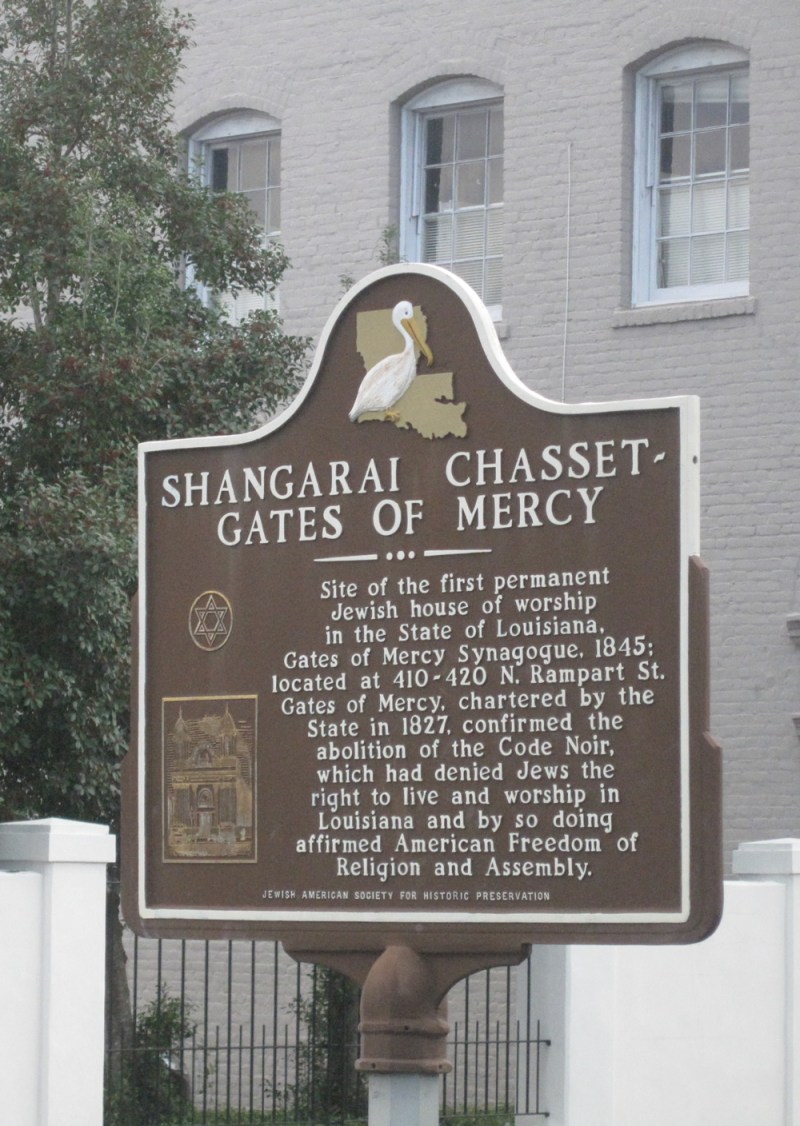 SHANGARAI CHASSET-
GATES OF MERCY
Site of the first permanent
Jewish house of worship
in the State of Louisiana,
Gates of Mercy Synagogue, 1845;
located at 410-420 N. Rampart St.
Gates of Mercy, chartered by the
State in 1827, confirmed the
abolition of the Code Noir,
which had denied Jews the
right to live and worship in
Louisiana and by so doing
affirmed American Freedom of
Religion and Assembly.
JEWISH AMERICAN SOCIETY FOR HISTORIC PRESERVATION